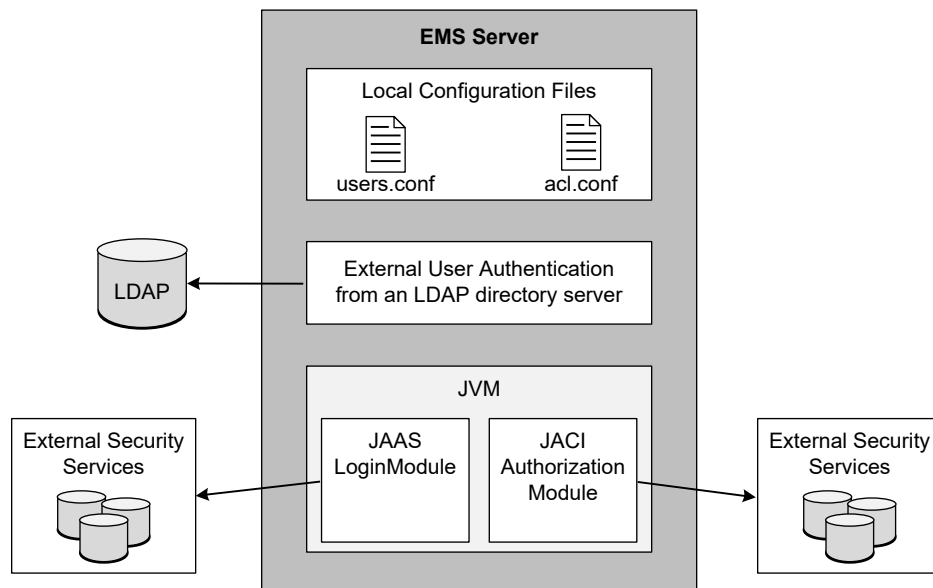 EMS Server
Local Configuration Files
users.conf
acl.conf
External User Authentication
from an LDAP directory server
LDAP
JVM
JAAS
LoginModule
JACI
Authorization
Module
External Security
Services
External Security
Services